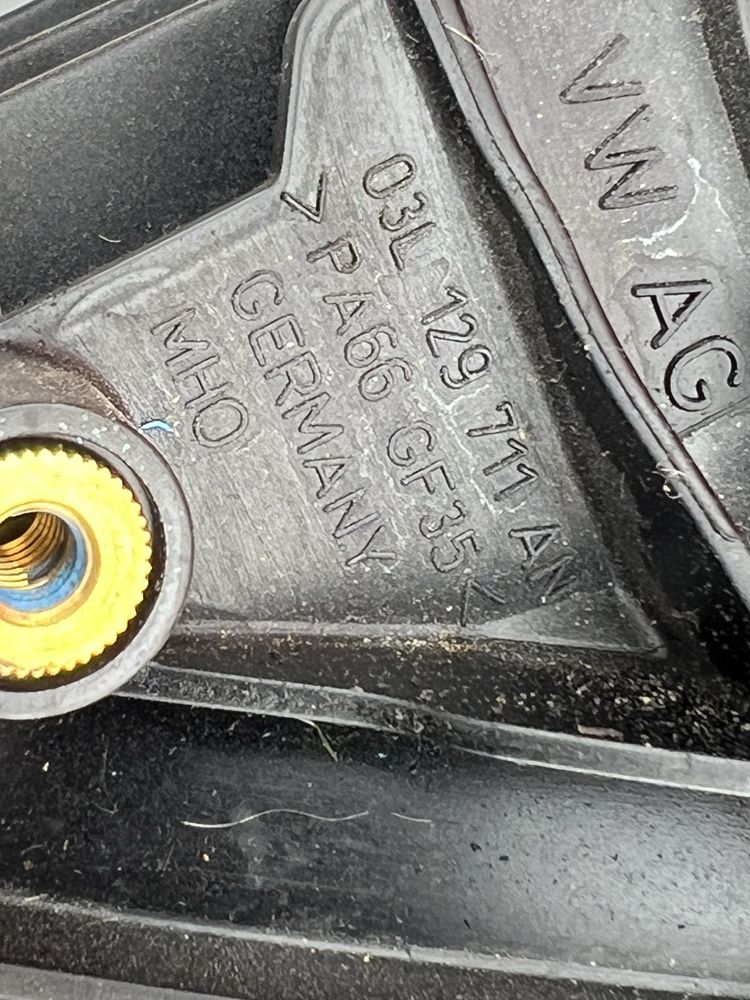 VW AG
03L 129 711 AN
>PA66 GF35<
GERMANY
MHO